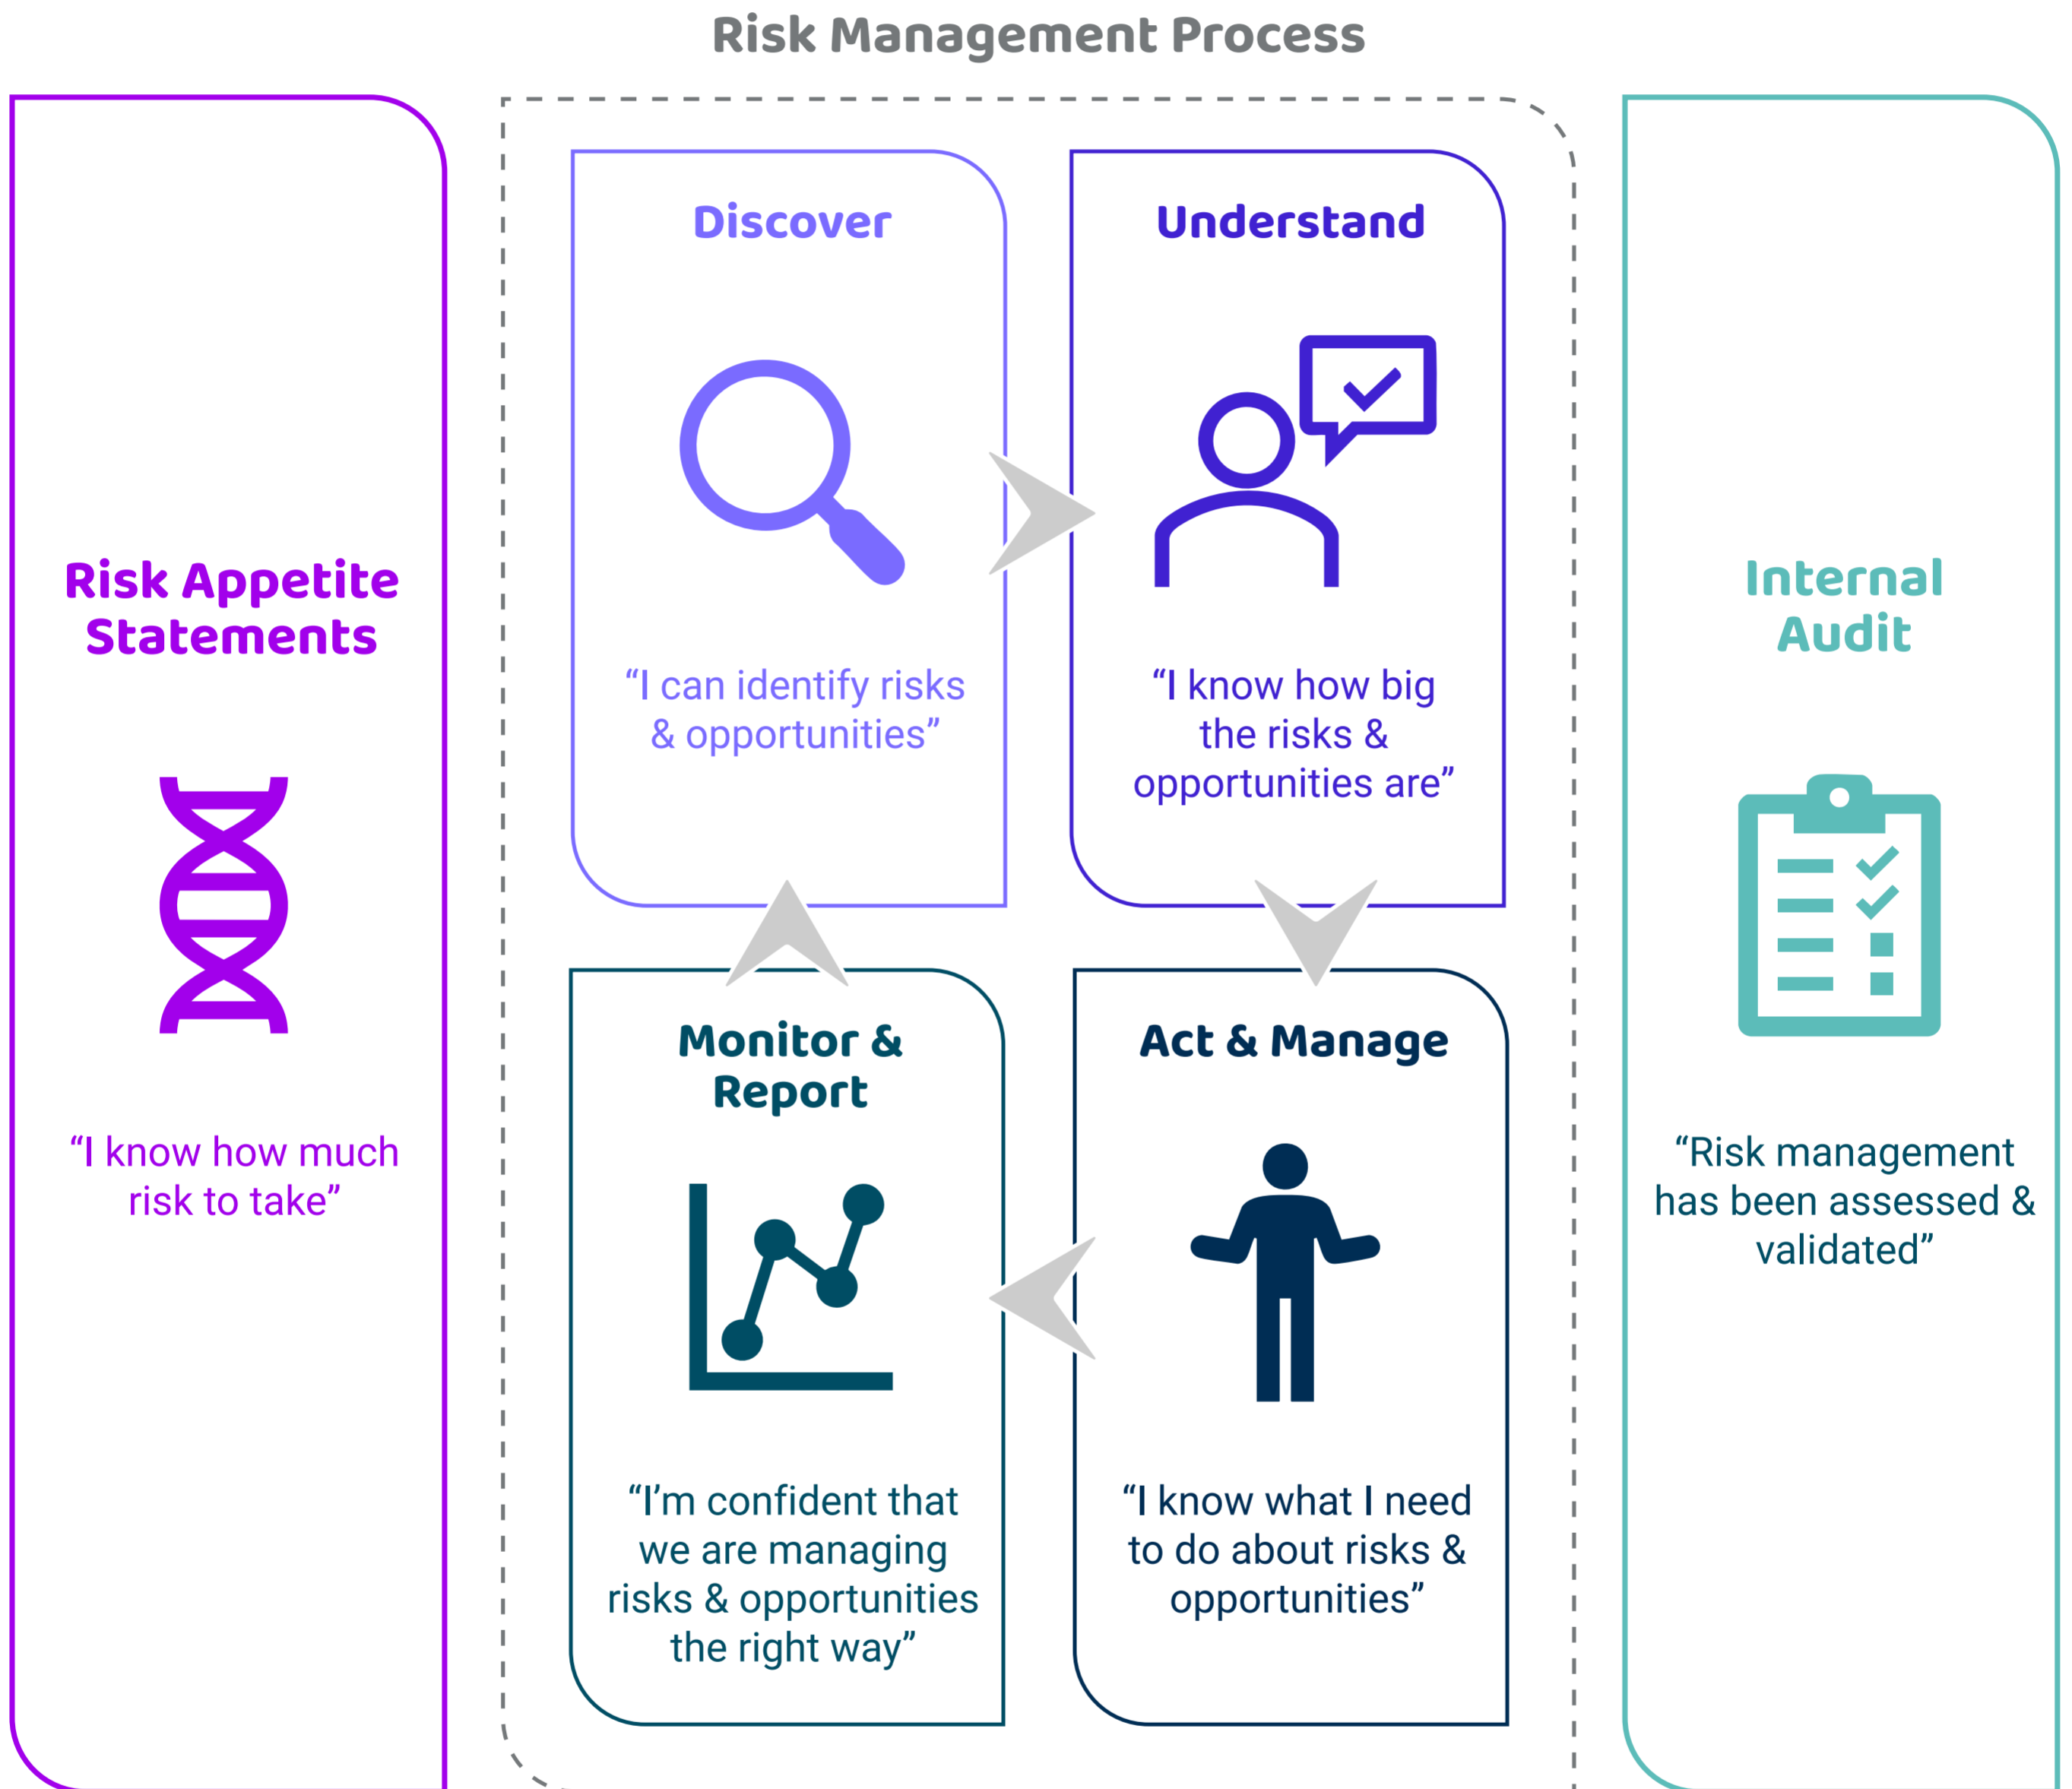 Risk Management Process
Risk Appetite
Statements
“I know how much
risk to take”
Discover
“I can identify risks
& opportunities”
Understand
“I know how big
the risks &
opportunities are”
Monitor &
Report
“I’m confident that
we are managing
risks & opportunities
the right way”
Act & Manage
“I know what I need
to do about risks &
opportunities”
Internal
Audit
“Risk management
has been assessed &
validated”